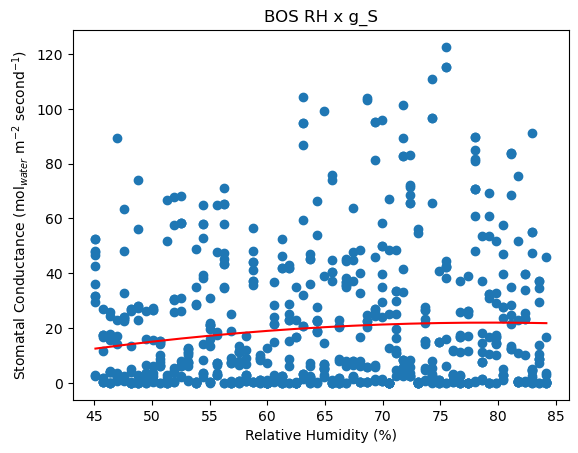 BOS RH x g_S
Stomatal Conductance (mol_water m^−2 second^−1)
120
100
80
60
40
20
0
45 50 55 60 65 70 75 80 85
Relative Humidity (%)